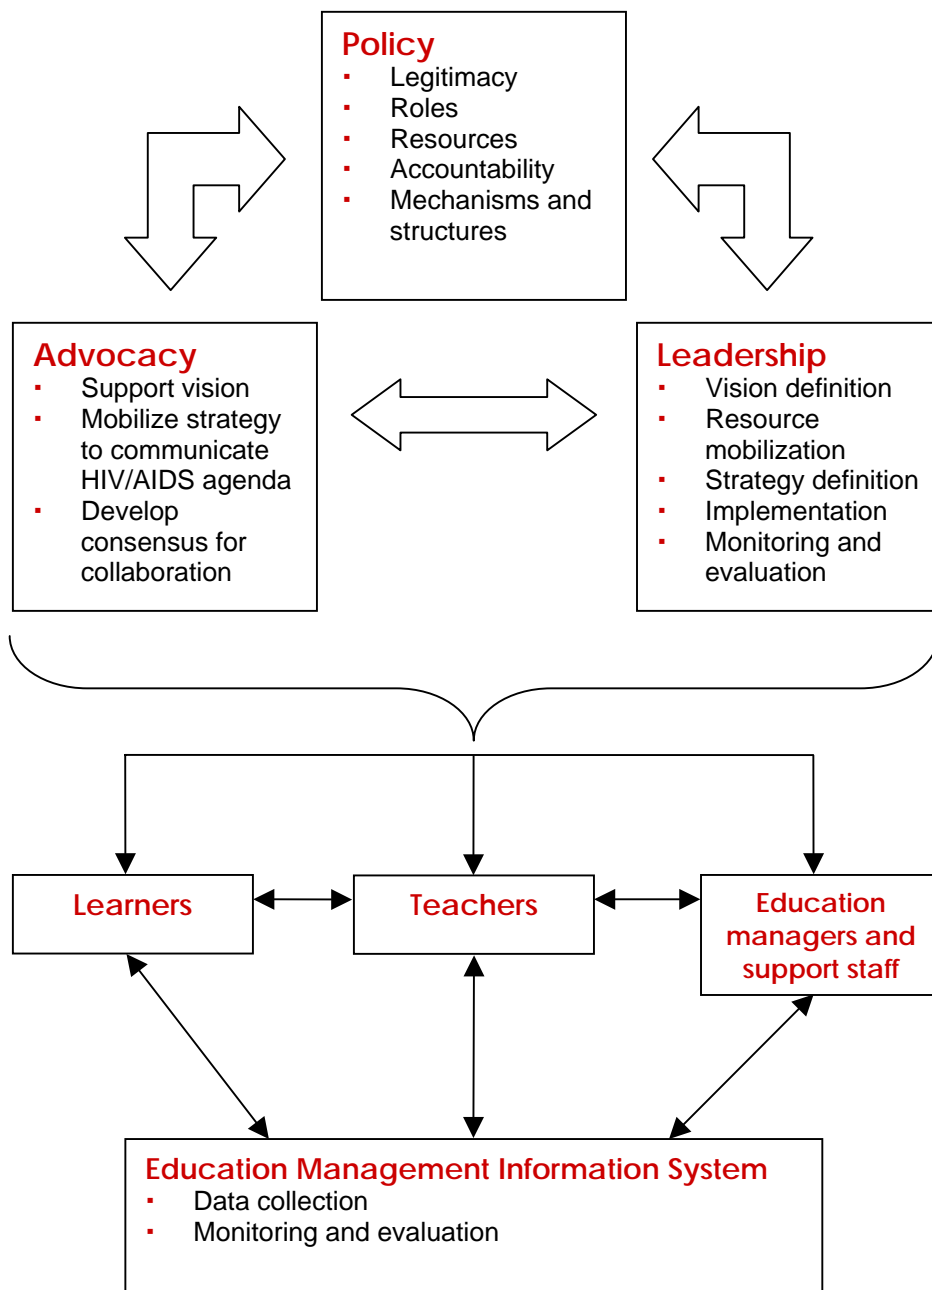 Policy
▪ Legitimacy
▪ Roles
▪ Resources
▪ Accountability
▪ Mechanisms and
structures
Advocacy
▪ Support vision
▪ Mobilize strategy
to communicate
HIV/AIDS agenda
▪ Develop
consensus for
collaboration
Leadership
▪ Vision definition
▪ Resource
mobilization
▪ Strategy definition
▪ Implementation
▪ Monitoring and
evaluation
Learners
Teachers
Education
managers and
support staff
Education Management Information System
▪ Data collection
▪ Monitoring and evaluation